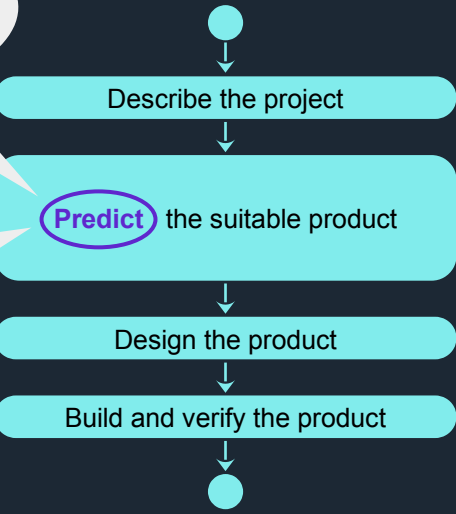 Describe the project
Predict the suitable product
Design the product
Build and verify the product